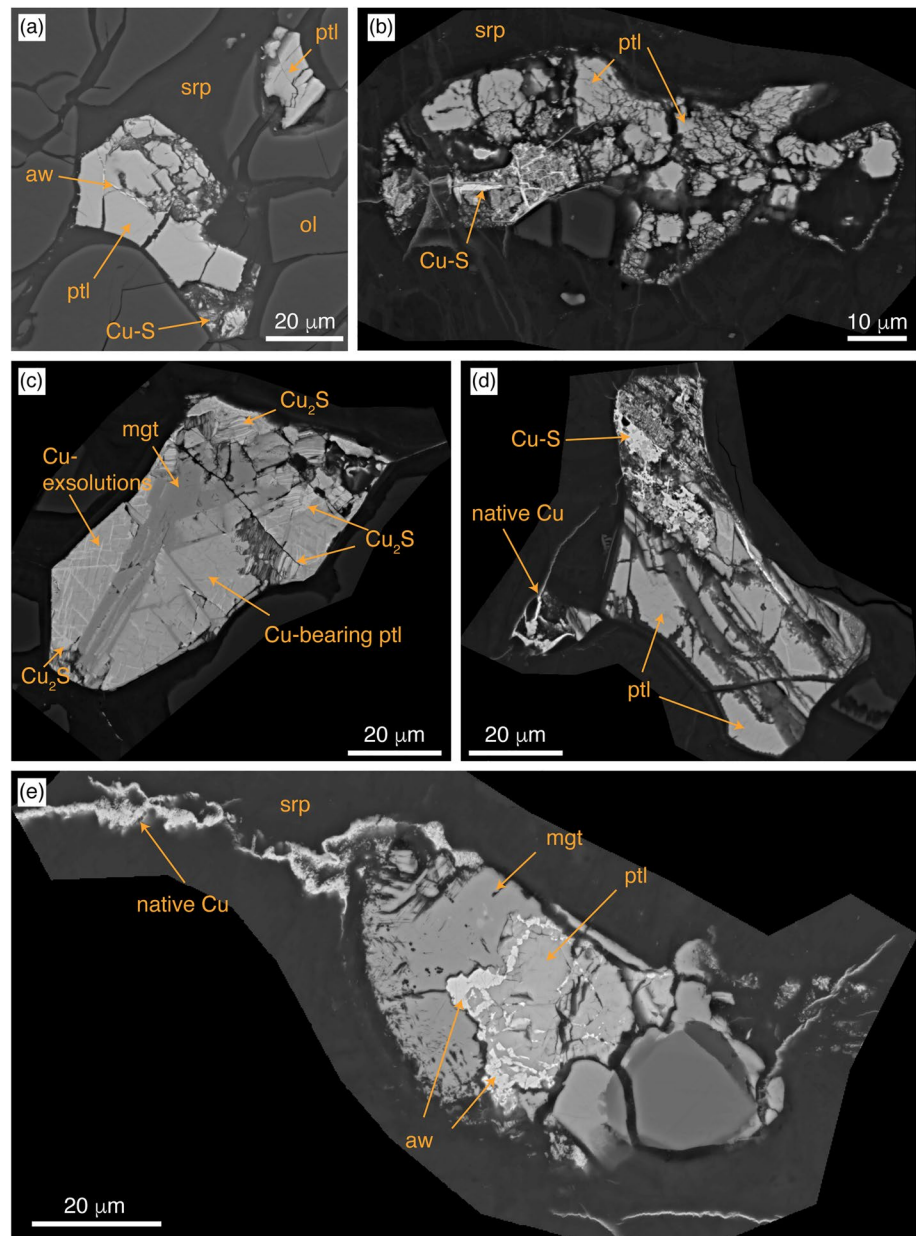 (a)
ptl
srp
aw
ol
ptl
Cu-S
20 μm
(b)
srp
ptl
Cu-S
10 μm
(c)
Cu₂S
mgt
Cu-
exsolutions
Cu₂S
Cu-bearing ptl
Cu₂S
20 μm
(d)
Cu-S
native Cu
ptl
20 μm
(e)
srp
mgt
native Cu
ptl
aw
20 μm